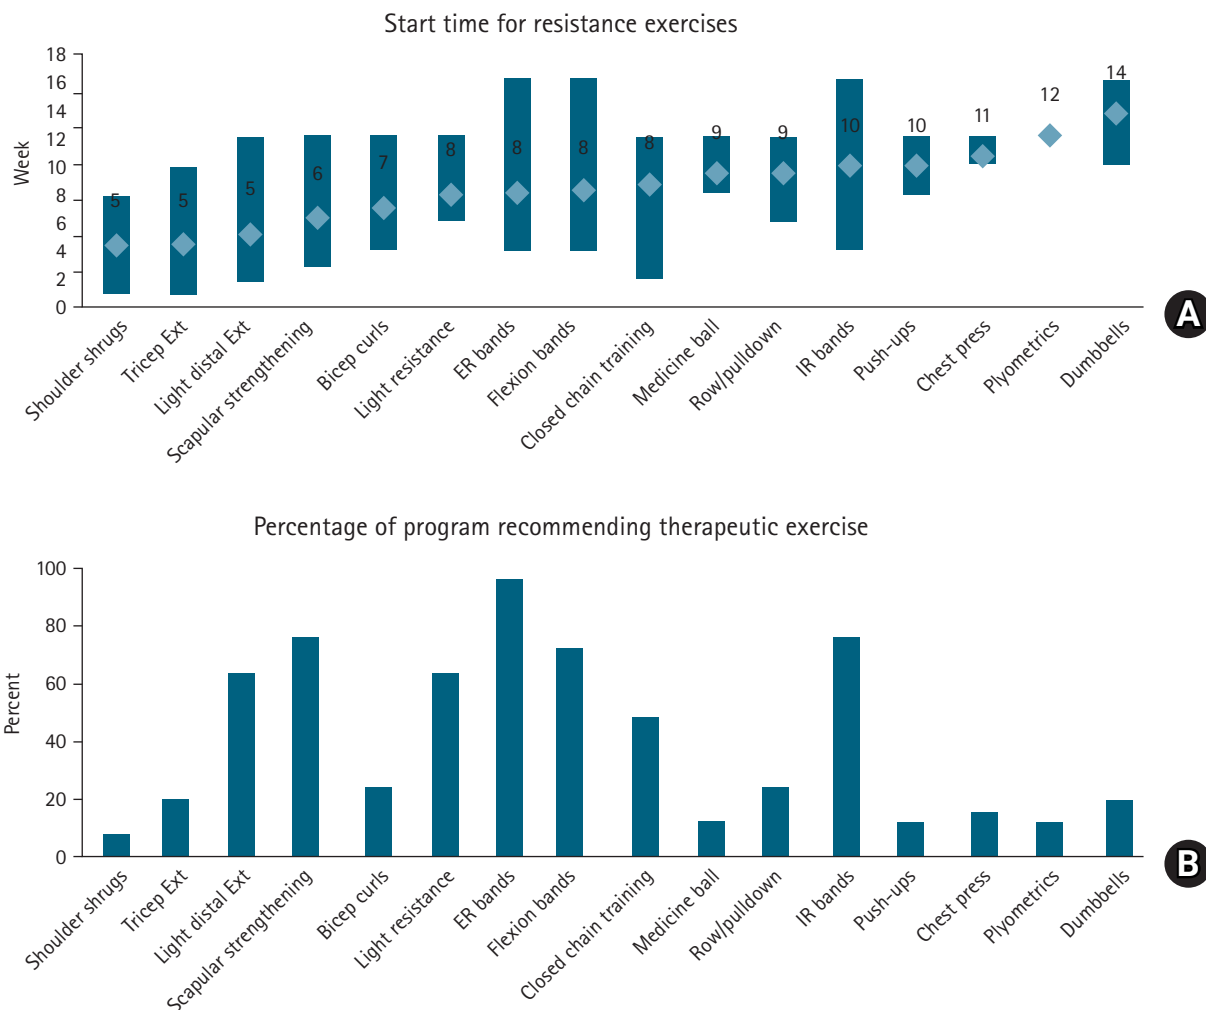 Start time for resistance exercises
Week
18
16
14
12
10
8
6
4
2
0
5
5
5
6
7
8
8
8
8
9
9
10
10
11
12
14
Shoulder shrugs
Tricep Ext
Light distal Ext
Scapular strengthening
Bicep curls
Light resistance
ER bands
Flexion bands
Closed chain training
Medicine ball
Row/pulldown
IR bands
Push-ups
Chest press
Plyometrics
Dumbbells
A
Percentage of program recommending therapeutic exercise
Percent
100
80
60
40
20
0
Shoulder shrugs
Tricep Ext
Light distal Ext
Scapular strengthening
Bicep curls
Light resistance
ER bands
Flexion bands
Closed chain training
Medicine ball
Row/pulldown
IR bands
Push-ups
Chest press
Plyometrics
Dumbbells
B